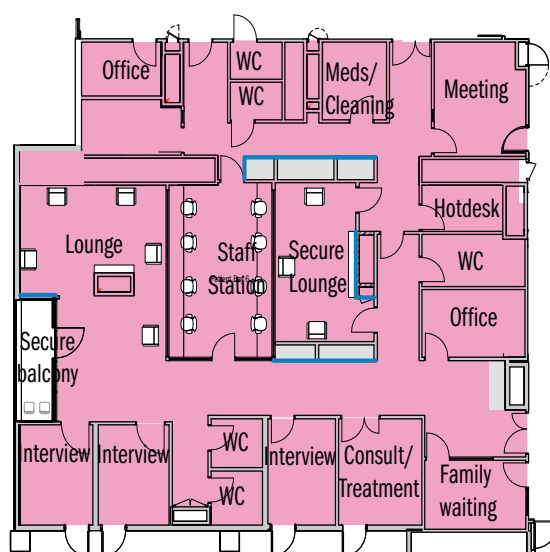 Office
WC
WC
Meds/
Cleaning
Meeting
Hotdesk
Lounge
Staff
Station
Secure
Lounge
WC
Office
Secure
balcony
Interview
Interview
WC
WC
Interview
Consult/
Treatment
Family
waiting